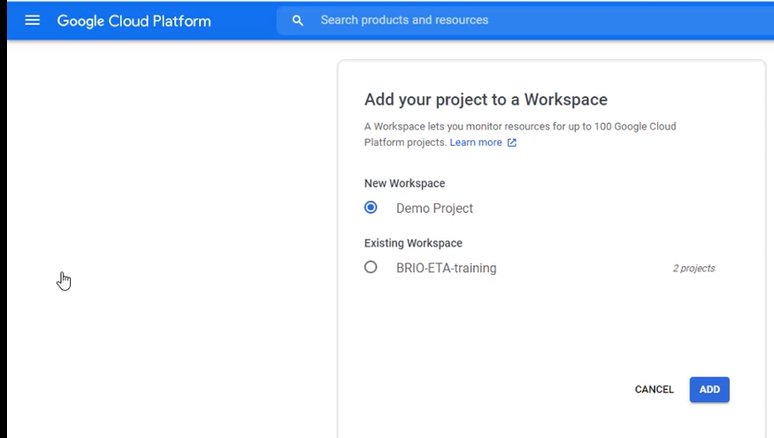 Google Cloud Platform
Search products and resources
Add your project to a Workspace
A Workspace lets you monitor resources for up to 100 Google Cloud
Platform projects. Learn more
New Workspace
Demo Project
Existing Workspace
BRIO-ETA-training 2 projects
CANCEL ADD